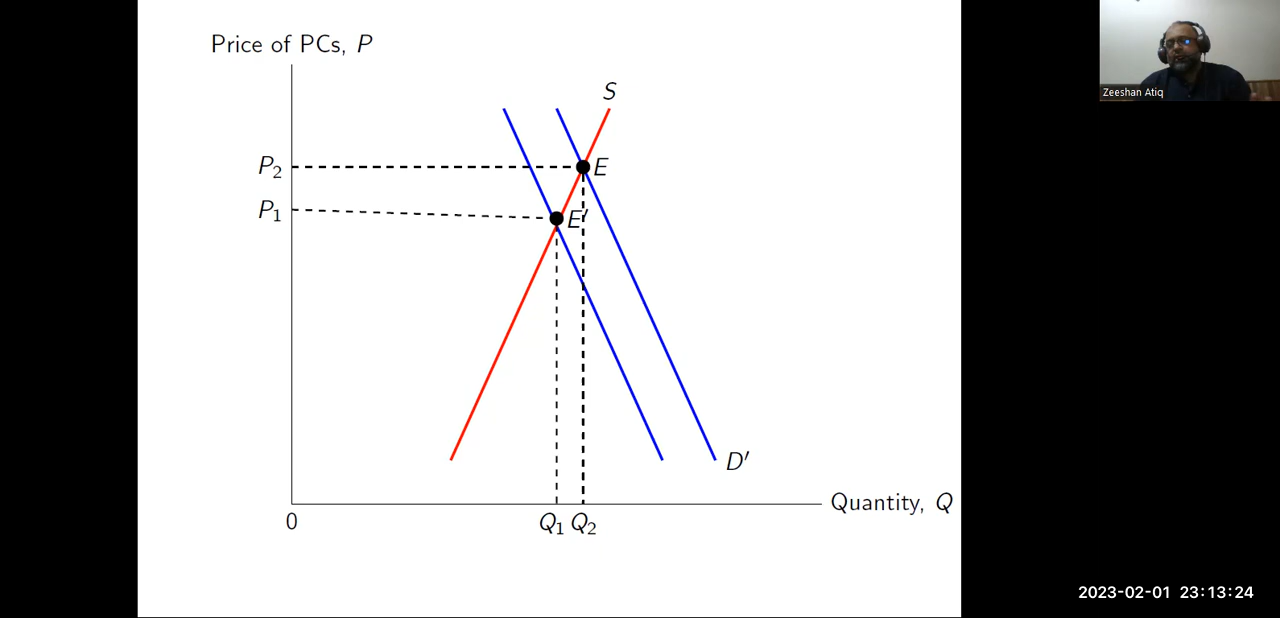 Price of PCs, P
Zeeshan Atiq
S
P₂
E
P₁
E′
D′
Quantity, Q
0
Q₁ Q₂
2023-02-01 23:13:24